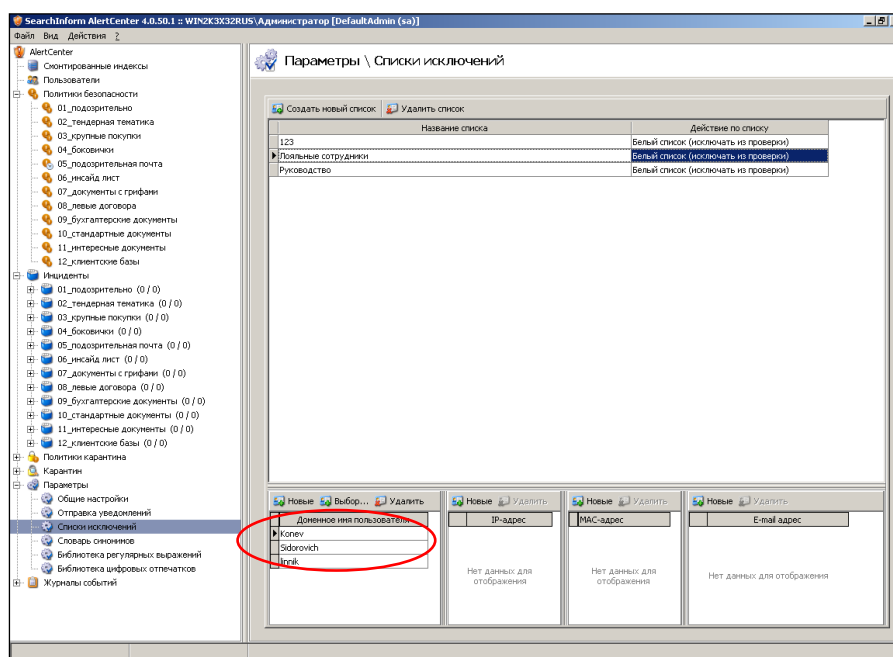 SearchInform AlertCenter 4.0.50.1 :: WIN2K3X32RUS\Администратор [DefaultAdmin (sa)]
Файл Вид Действия ?
AlertCenter
Смонтированные индексы
Пользователи
Политики безопасности
01_подозрительно
02_тендерная тематика
03_крупные покупки
04_боковички
05_подозрительная почта
06_инсайд лист
07_документы с грифами
08_левые договора
09_бухгалтерские документы
10_стандартные документы
11_интересные документы
12_клиентские базы
Инциденты
01_подозрительно (0 / 0)
02_тендерная тематика (0 / 0)
03_крупные покупки (0 / 0)
04_боковички (0 / 0)
05_подозрительная почта (0 / 0)
06_инсайд лист (0 / 0)
07_документы с грифами (0 / 0)
08_левые договора (0 / 0)
09_бухгалтерские документы (0 / 0)
10_стандартные документы (0 / 0)
11_интересные документы (0 / 0)
12_клиентские базы (0 / 0)
Политики карантина
Карантин
Параметры
Общие настройки
Отправка уведомлений
Списки исключений
Словарь синонимов
Библиотека регулярных выражений
Библиотека цифровых отпечатков
Журналы событий
Параметры \ Списки исключений
Создать новый список Удалить список
Название списка Действие по списку
123 Белый список (исключать из проверки)
Лояльные сотрудники Белый список (исключать из проверки)
Руководство Белый список (исключать из проверки)
Новые Выбор... Удалить
Доменное имя пользователя
Konev
Sidorovich
linnik
Новые Удалить
IP-адрес
Нет данных для
отображения
Новые Удалить
MAC-адрес
Нет данных для
отображения
Новые Удалить
E-mail адрес
Нет данных для отображения